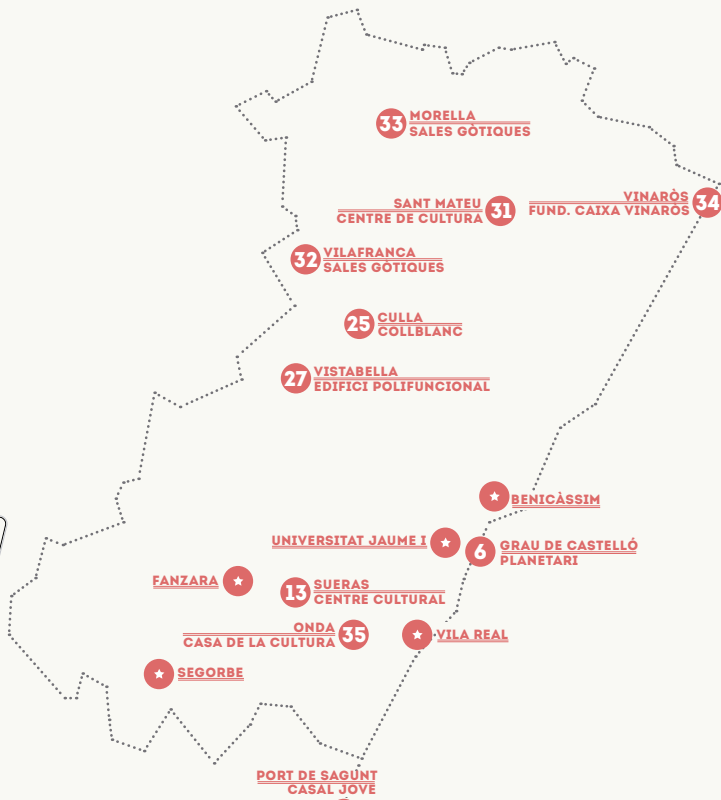 33
MORELLA
SALES GÒTIQUES
SANT MATEU
CENTRE DE CULTURA
31
VINARÒS
FUND. CAIXA VINARÒS
34
32
VILAFRANCA
SALES GÒTIQUES
25
CULLA
COLLBLANC
27
VISTABELLA
EDIFICI POLIFUNCIONAL
BENICÀSSIM
UNIVERSITAT JAUME I
6
GRAU DE CASTELLÓ
PLANETARI
FANZARA
13
SUERAS
CENTRE CULTURAL
ONDA
CASA DE LA CULTURA
35
VILA REAL
SEGORBE
PORT DE SAGUNT
CASAL JOVE